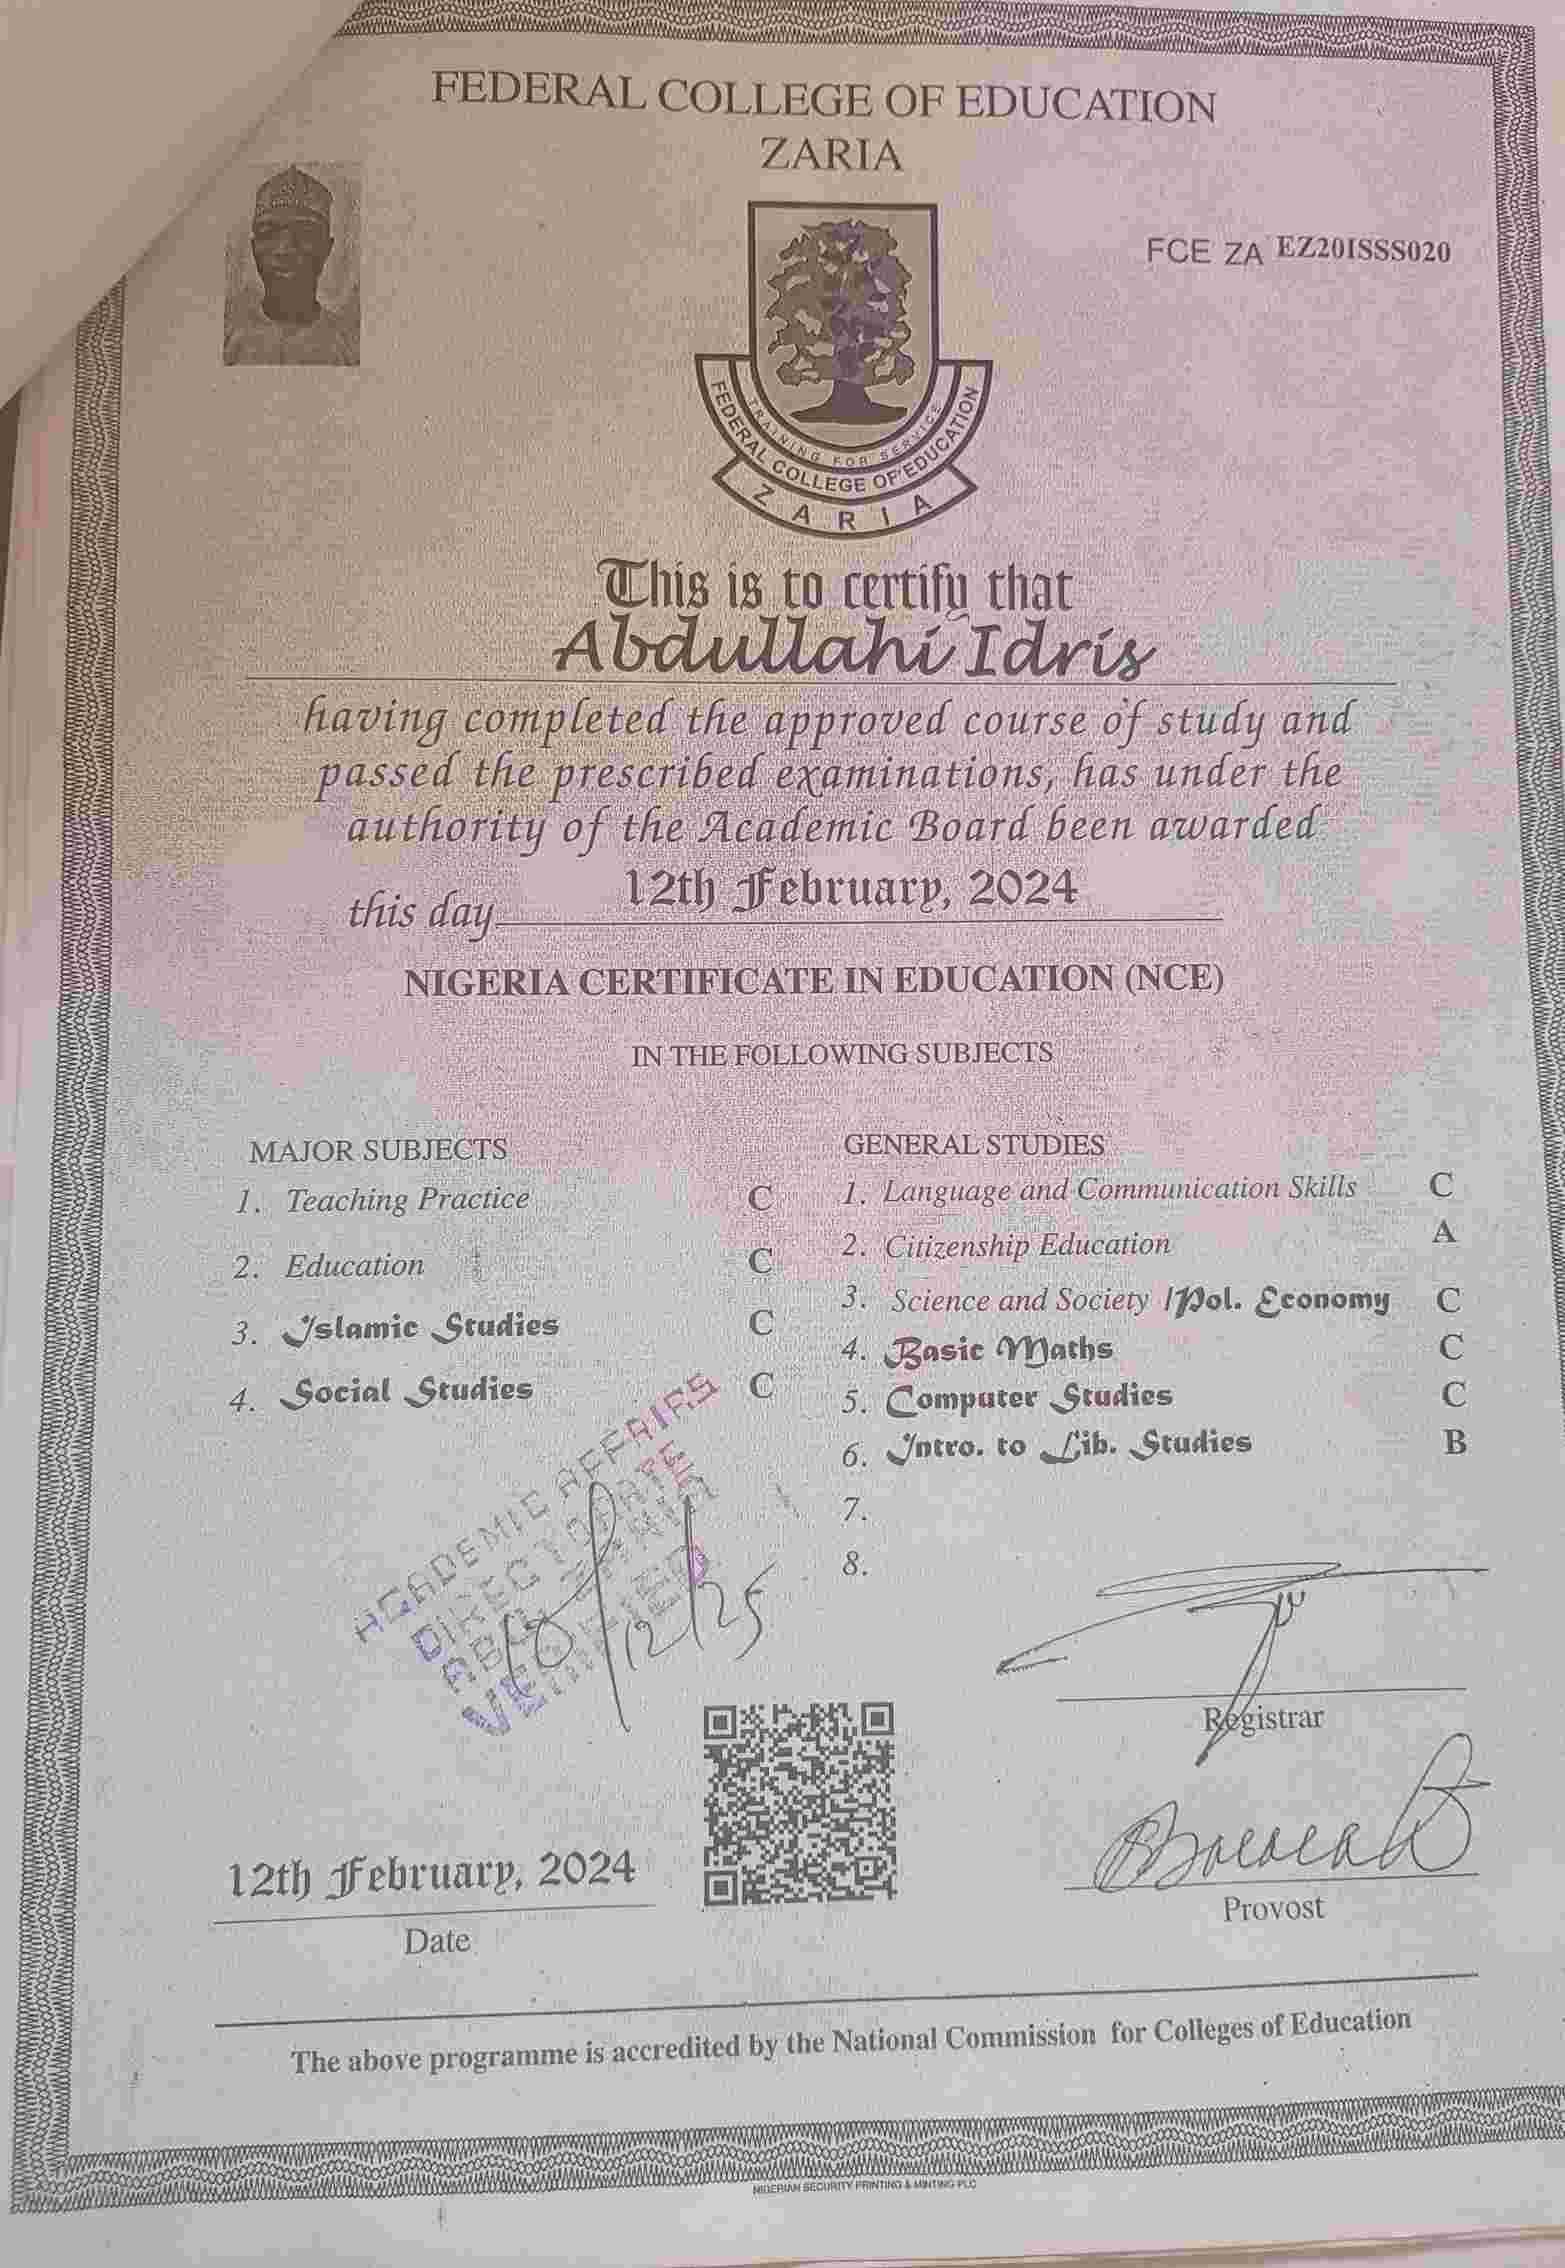 FEDERAL COLLEGE OF EDUCATION
ZARIA
FCE ZA EZ20ISSS020
TRAINING FOR SERVICE
FEDERAL COLLEGE OF EDUCATION
ZARIA
This is to certify that
Abdullahi Idris
having completed the approved course of study and
passed the prescribed examinations, has under the
authority of the Academic Board been awarded
this day 12th February, 2024
NIGERIA CERTIFICATE IN EDUCATION (NCE)
IN THE FOLLOWING SUBJECTS
MAJOR SUBJECTS
1. Teaching Practice C
2. Education C
3. Islamic Studies C
4. Social Studies C
GENERAL STUDIES
1. Language and Communication Skills C
2. Citizenship Education A
3. Science and Society /Pol. Economy C
4. Basic Maths C
5. Computer Studies C
6. Intro. to Lib. Studies B
7.
8.
ACADEMIC AFFAIRS
DIRECTORATE
ABU ZARIA
VERIFIED
10/12/25
Registrar
Provost
12th February, 2024
Date
The above programme is accredited by the National Commission for Colleges of Education
NIGERIAN SECURITY PRINTING & MINTING PLC